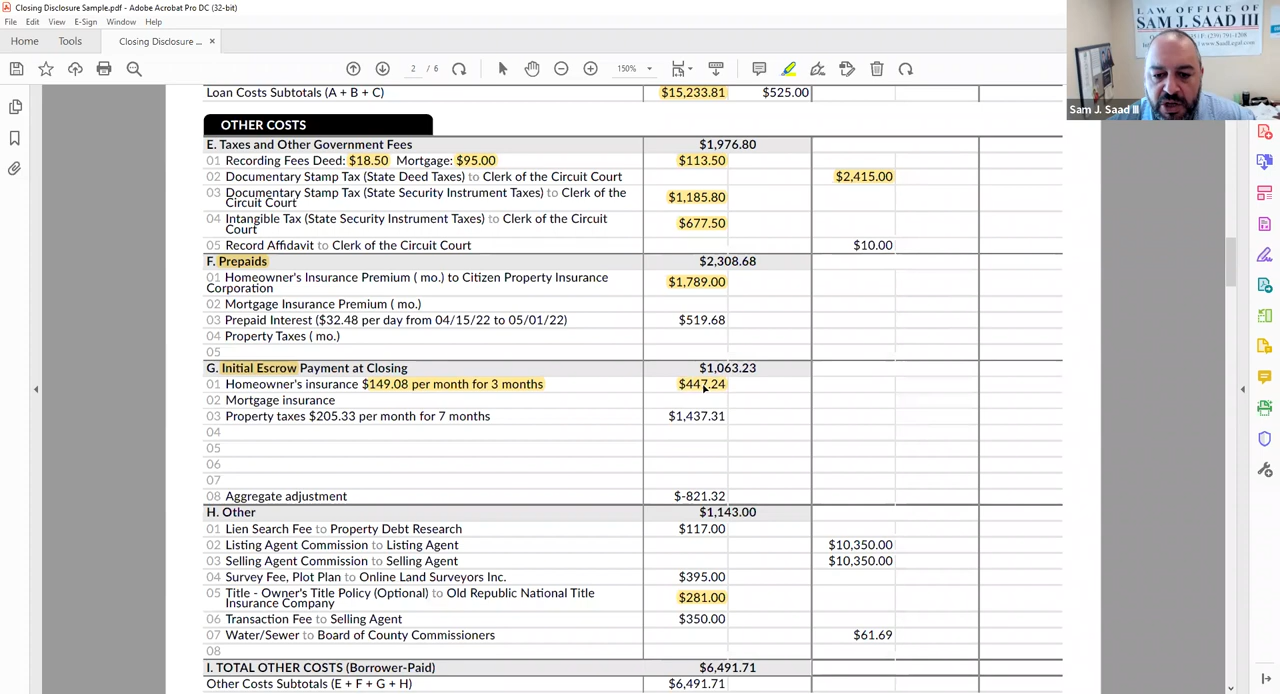 Closing Disclosure Sample.pdf - Adobe Acrobat Pro DC (32-bit)
File Edit View E-Sign Window Help
Home Tools Closing Disclosure ... ×
2 / 6 150%
LAW OFFICE OF
SAM J. SAAD III
Sam J. Saad III
Loan Costs Subtotals (A + B + C) $15,233.81 $525.00
OTHER COSTS
E. Taxes and Other Government Fees $1,976.80
01 Recording Fees Deed: $18.50 Mortgage: $95.00 $113.50
02 Documentary Stamp Tax (State Deed Taxes) to Clerk of the Circuit Court $2,415.00
03 Documentary Stamp Tax (State Security Instrument Taxes) to Clerk of the
Circuit Court $1,185.80
04 Intangible Tax (State Security Instrument Taxes) to Clerk of the Circuit
Court $677.50
05 Record Affidavit to Clerk of the Circuit Court $10.00
F. Prepaids $2,308.68
01 Homeowner's Insurance Premium ( mo.) to Citizen Property Insurance
Corporation $1,789.00
02 Mortgage Insurance Premium ( mo.)
03 Prepaid Interest ($32.48 per day from 04/15/22 to 05/01/22) $519.68
04 Property Taxes ( mo.)
05
G. Initial Escrow Payment at Closing $1,063.23
01 Homeowner's insurance $149.08 per month for 3 months $447.24
02 Mortgage insurance
03 Property taxes $205.33 per month for 7 months $1,437.31
04
05
06
07
08 Aggregate adjustment $-821.32
H. Other $1,143.00
01 Lien Search Fee to Property Debt Research $117.00
02 Listing Agent Commission to Listing Agent $10,350.00
03 Selling Agent Commission to Selling Agent $10,350.00
04 Survey Fee, Plot Plan to Online Land Surveyors Inc. $395.00
05 Title - Owner's Title Policy (Optional) to Old Republic National Title
Insurance Company $281.00
06 Transaction Fee to Selling Agent $350.00
07 Water/Sewer to Board of County Commissioners $61.69
08
I. TOTAL OTHER COSTS (Borrower-Paid) $6,491.71
Other Costs Subtotals (E + F + G + H) $6,491.71